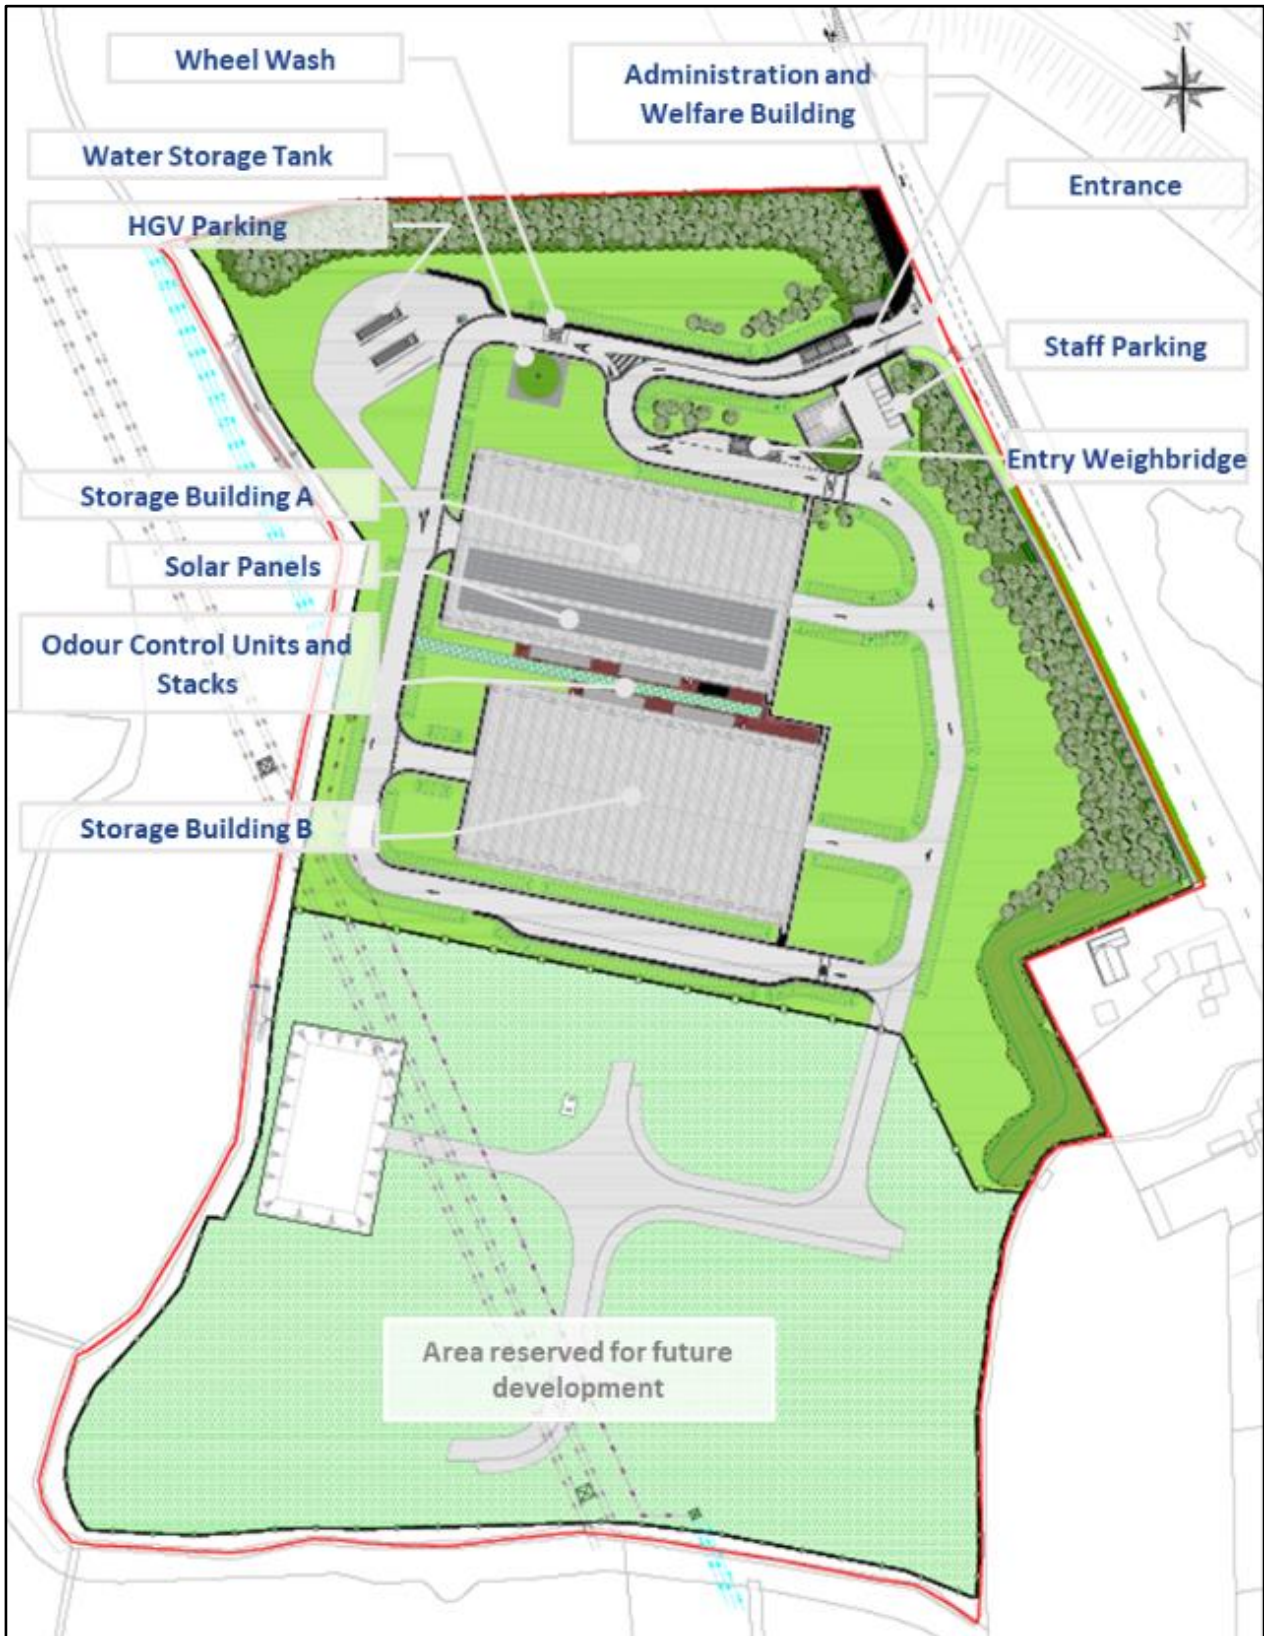 Wheel Wash
Administration and
Welfare Building
N
Water Storage Tank
Entrance
HGV Parking
Staff Parking
Entry Weighbridge
Storage Building A
Solar Panels
Odour Control Units and
Stacks
Storage Building B
Area reserved for future
development